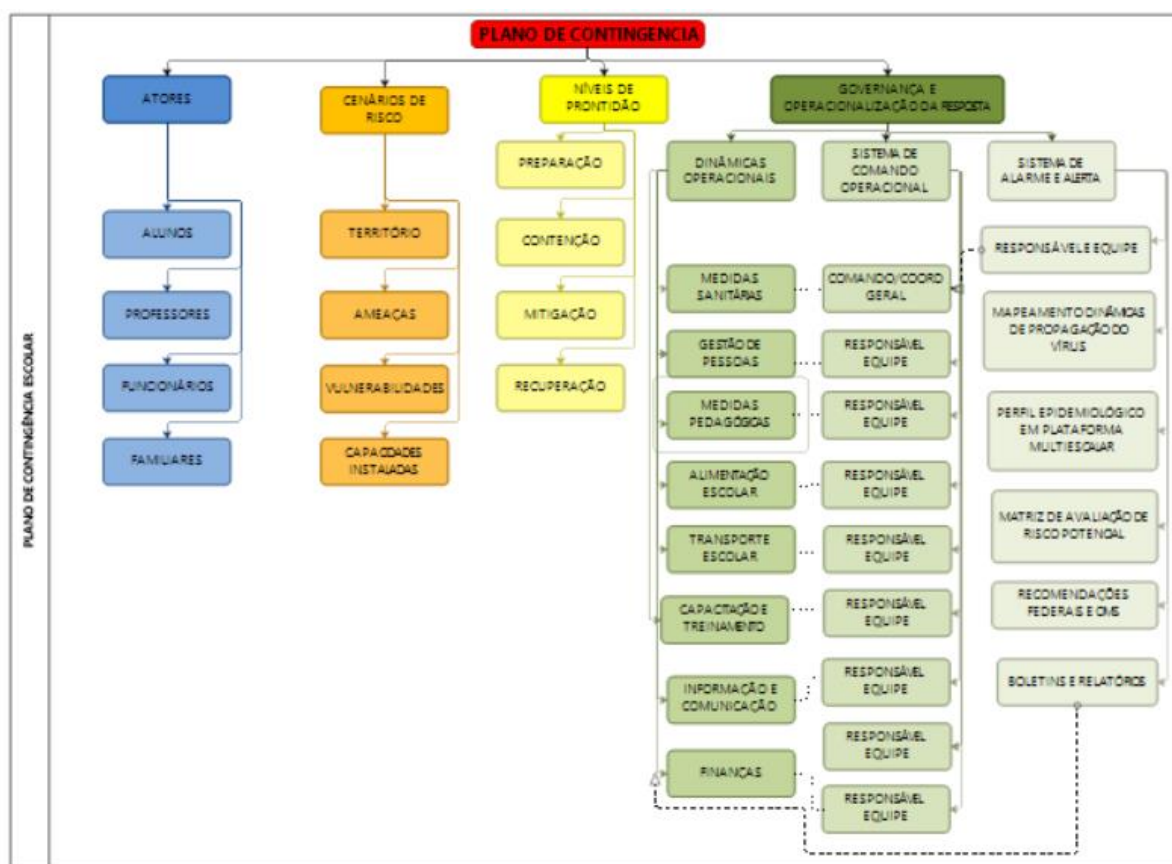 PLANO DE CONTINGÊNCIA ESCOLAR
PLANO DE CONTINGENCIA
ATORES
ALUNOS
PROFESSORES
FUNCIONÁRIOS
FAMILIARES
CENÁRIOS DE
RISCO
TERRITÓRIO
AMEAÇAS
VULNERABILIDADES
CAPACIDADES
INSTALADAS
NÍVEIS DE
PRONTIDÃO
PREPARAÇÃO
CONTENÇÃO
MITIGAÇÃO
RECUPERAÇÃO
GOVERNANÇA E
OPERACIONALIZAÇÃO DA RESPOSTA
DINÂMICAS
OPERACIONAIS
MEDIDAS
SANITÁRIAS
GESTÃO DE
PESSOAS
MEDIDAS
PEDAGÓGICAS
ALIMENTAÇÃO
ESCOLAR
TRANSPORTE
ESCOLAR
CAPACITAÇÃO E
TREINAMENTO
INFORMAÇÃO E
COMUNICAÇÃO
FINANÇAS
SISTEMA DE
COMANDO
OPERACIONAL
COMANDO/COORD
GERAL
RESPONSÁVEL
EQUIPE
RESPONSÁVEL
EQUIPE
RESPONSÁVEL
EQUIPE
RESPONSÁVEL
EQUIPE
RESPONSÁVEL
EQUIPE
RESPONSÁVEL
EQUIPE
RESPONSÁVEL
EQUIPE
RESPONSÁVEL
EQUIPE
SISTEMA DE
ALARME E ALERTA
RESPONSÁVEL E EQUIPE
MAPEAMENTO DINÂMICAS
DE PROPAGAÇÃO DO
VÍRUS
PERFIL EPIDEMIOLÓGICO
EM PLATAFORMA
MULTIESCALAR
MATRIZ DE AVALIAÇÃO DE
RISCO POTENCIAL
RECOMENDAÇÕES
FEDERAIS E OMS
BOLETINS E RELATÓRIOS